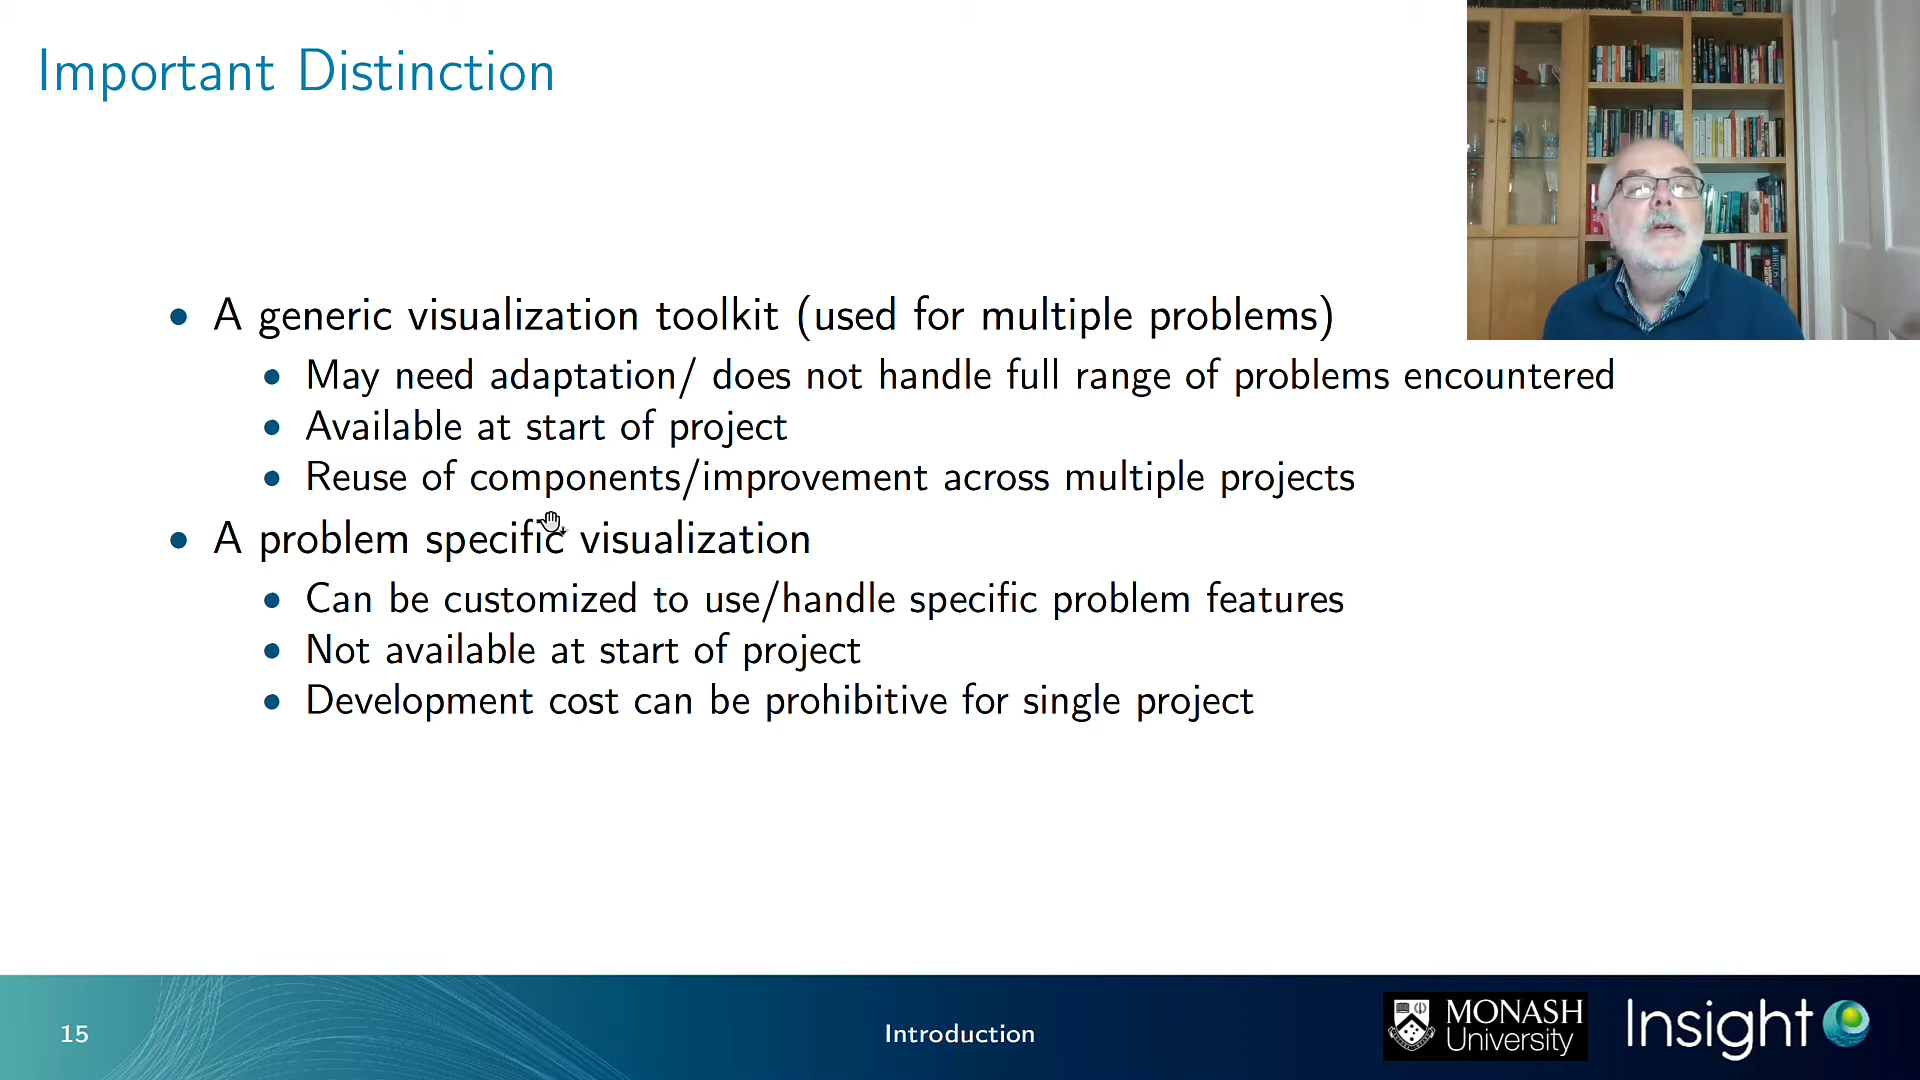 Important Distinction
• A generic visualization toolkit (used for multiple problems)
• May need adaptation/ does not handle full range of problems encountered
• Available at start of project
• Reuse of components/improvement across multiple projects
• A problem specific visualization
• Can be customized to use/handle specific problem features
• Not available at start of project
• Development cost can be prohibitive for single project
15
Introduction
MONASH
University
Insight